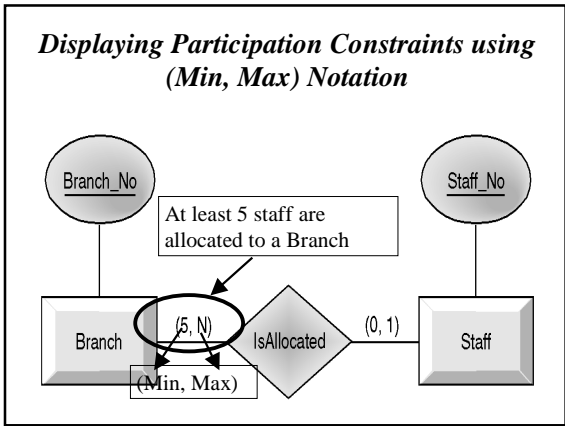 Displaying Participation Constraints using
(Min, Max) Notation
Branch_No
Staff_No
At least 5 staff are
allocated to a Branch
Branch
(5, N)
IsAllocated
(0, 1)
Staff
(Min, Max)